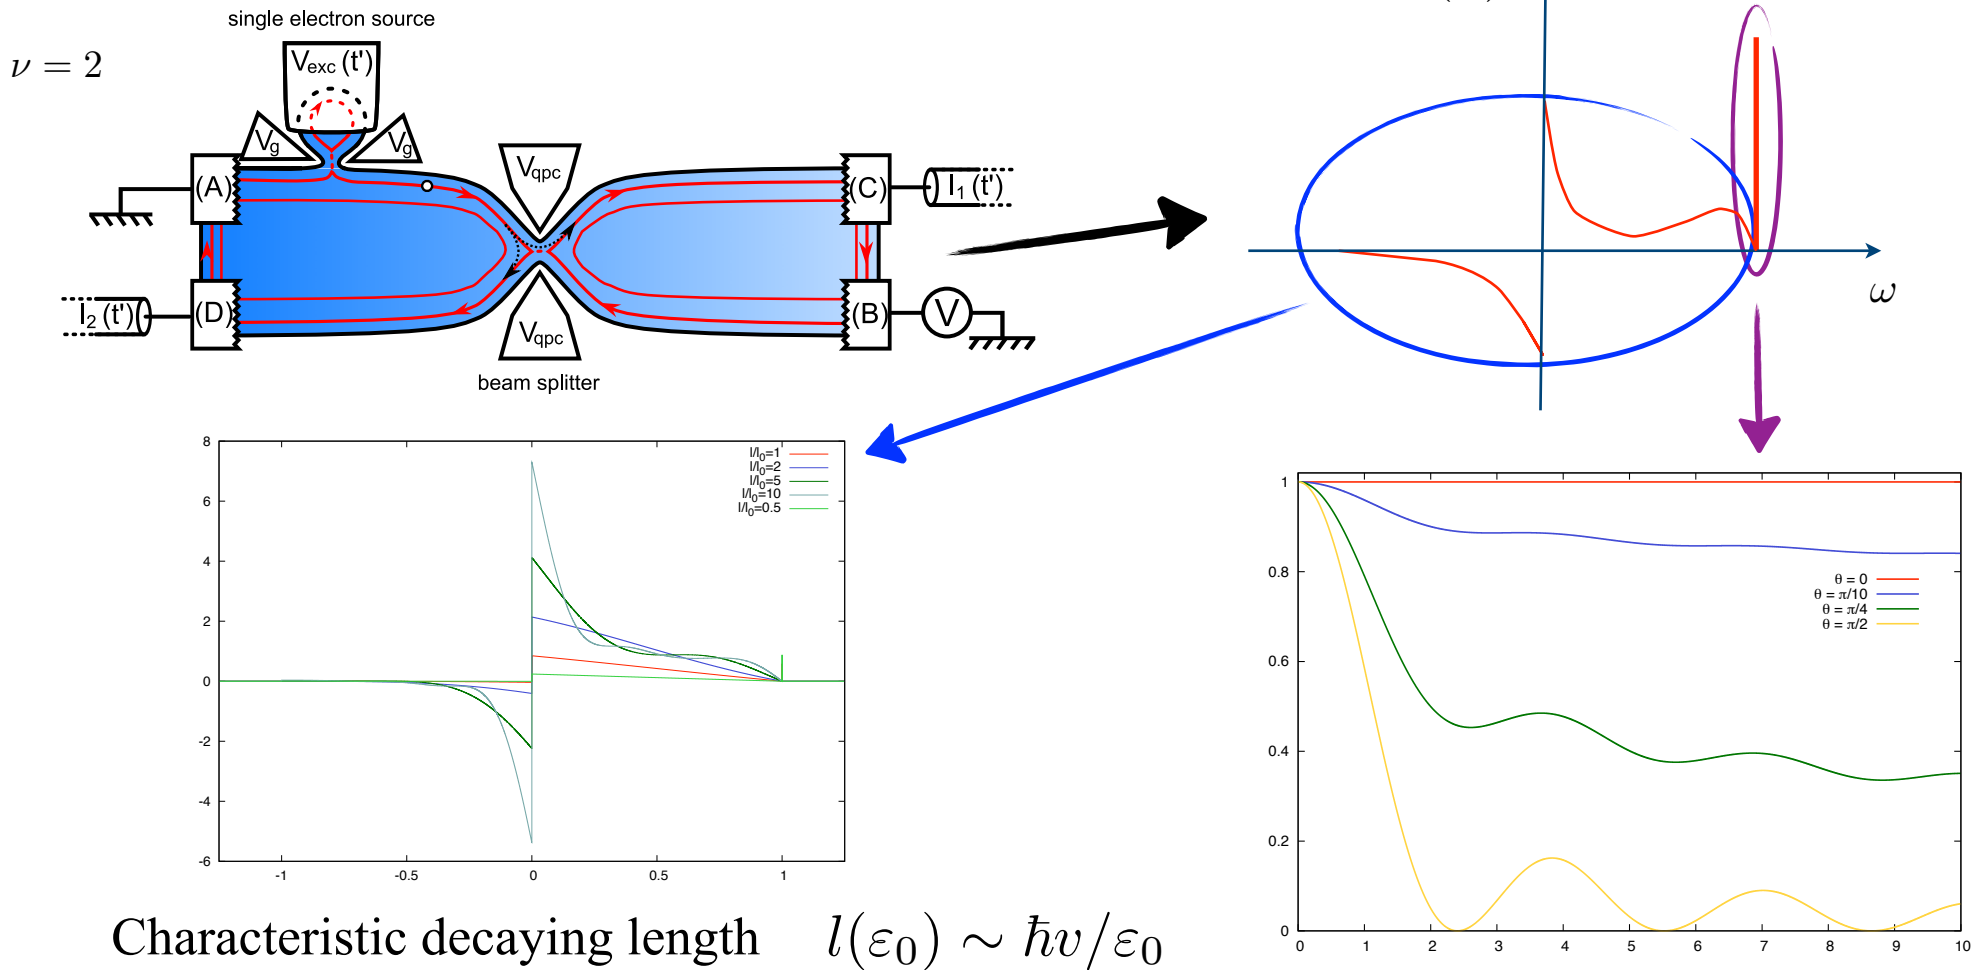 single electron source
ν = 2
V_exc (t')
V_g
V_g
V_qpc
(A)
(C)
I_1 (t')
(D)
I_2 (t')
(B)
V
V_qpc
beam splitter
ω
8
6
4
2
0
-2
-4
-6
-1
-0.5
0
0.5
1
l/l_0=1
l/l_0=2
l/l_0=5
l/l_0=10
l/l_0=0.5
1
0.8
0.6
0.4
0.2
0
0 1 2 3 4 5 6 7 8 9 10
θ = 0
θ = π/10
θ = π/4
θ = π/2
Characteristic decaying length l(ε_0) ∼ ħv/ε_0